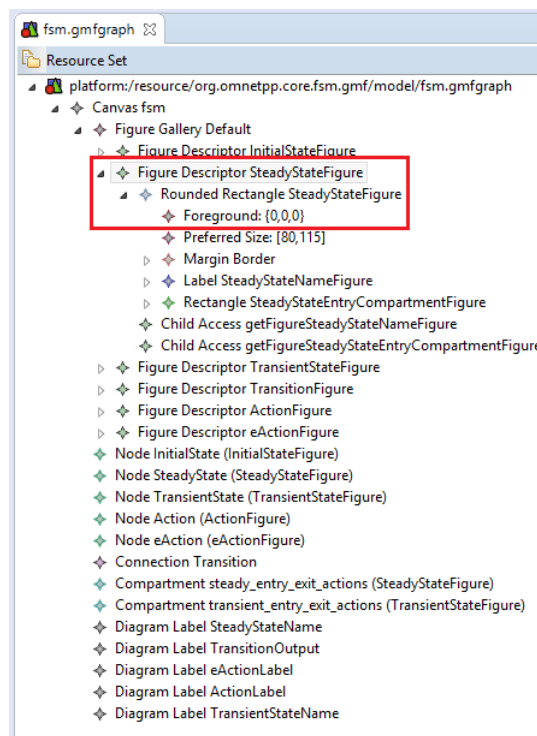 fsm.gmfgraph
Resource Set
platform:/resource/org.omnetpp.core.fsm.gmf/model/fsm.gmfgraph
Canvas fsm
Figure Gallery Default
Figure Descriptor InitialStateFigure
Figure Descriptor SteadyStateFigure
Rounded Rectangle SteadyStateFigure
Foreground: {0,0,0}
Preferred Size: [80,115]
Margin Border
Label SteadyStateNameFigure
Rectangle SteadyStateEntryCompartmentFigure
Child Access getFigureSteadyStateNameFigure
Child Access getFigureSteadyStateEntryCompartmentFigure
Figure Descriptor TransientStateFigure
Figure Descriptor TransitionFigure
Figure Descriptor ActionFigure
Figure Descriptor eActionFigure
Node InitialState (InitialStateFigure)
Node SteadyState (SteadyStateFigure)
Node TransientState (TransientStateFigure)
Node Action (ActionFigure)
Node eAction (eActionFigure)
Connection Transition
Compartment steady_entry_exit_actions (SteadyStateFigure)
Compartment transient_entry_exit_actions (TransientStateFigure)
Diagram Label SteadyStateName
Diagram Label TransitionOutput
Diagram Label eActionLabel
Diagram Label ActionLabel
Diagram Label TransientStateName